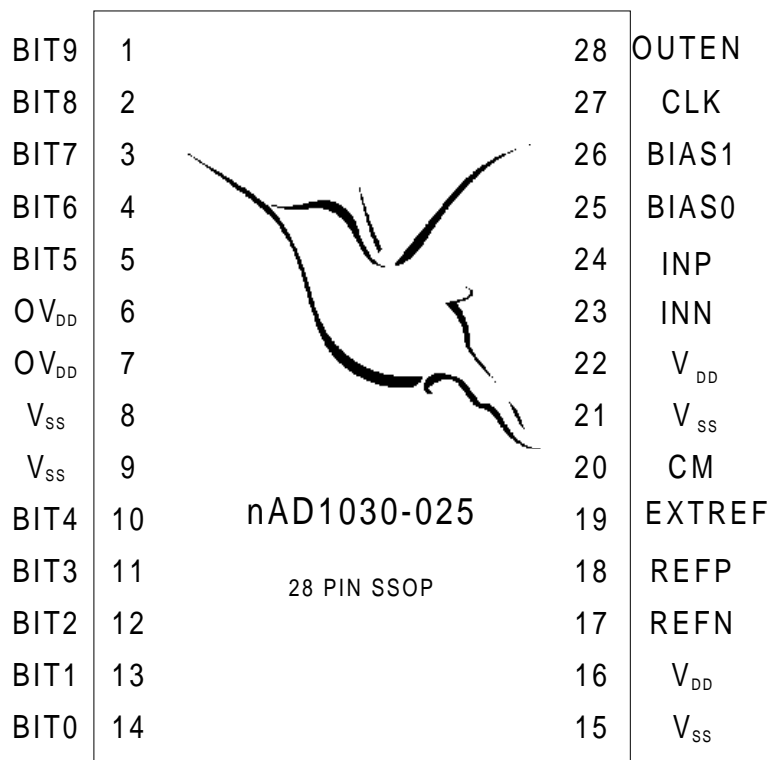 BIT9 1 28 OUTEN
BIT8 2 27 CLK
BIT7 3 26 BIAS1
BIT6 4 25 BIAS0
BIT5 5 24 INP
OVDD 6 23 INN
OVDD 7 22 VDD
VSS 8 21 VSS
VSS 9 20 CM
BIT4 10 nAD1030-025 19 EXTREF
BIT3 11 28 PIN SSOP 18 REFP
BIT2 12 17 REFN
BIT1 13 16 VDD
BIT0 14 15 VSS